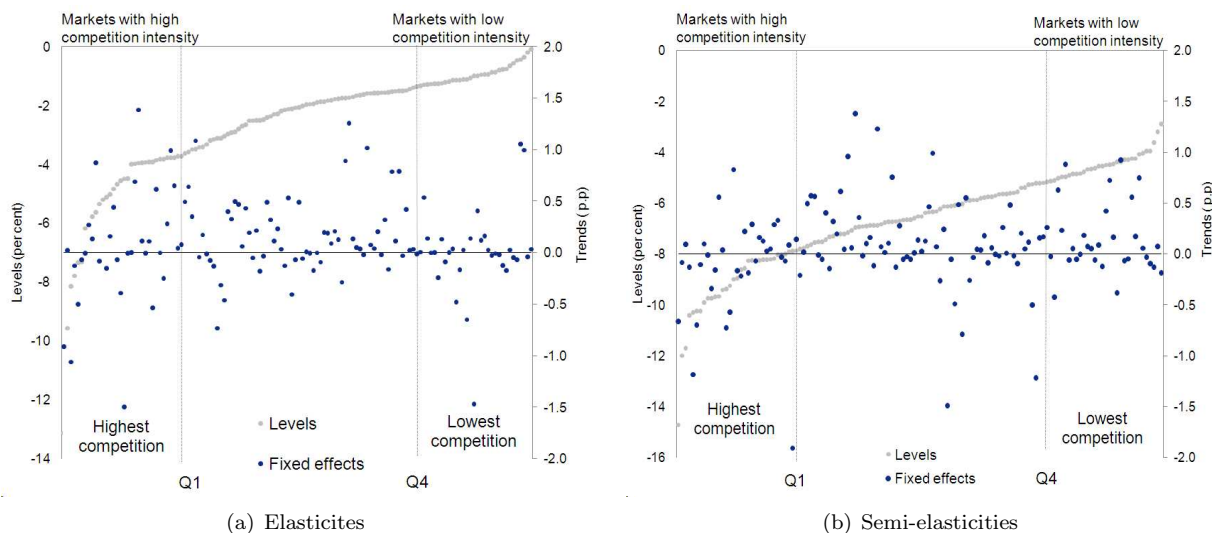 Markets with high
competition intensity
Markets with low
competition intensity
0
-2
-4
-6
-8
-10
-12
-14
Levels (per cent)
2.0
1.5
1.0
0.5
0.0
-0.5
-1.0
-1.5
-2.0
Trends ( p.p)
Highest
competition
Levels
Fixed effects
Lowest
competition
Q1
Q4
(a) Elasticites
Markets with high
competition intensity
Markets with low
competition intensity
0
-2
-4
-6
-8
-10
-12
-14
-16
Levels (per cent)
2.0
1.5
1.0
0.5
0.0
-0.5
-1.0
-1.5
-2.0
Trends ( p.p)
Highest
competition
Levels
Fixed effects
Lowest
competition
Q1
Q4
(b) Semi-elasticities